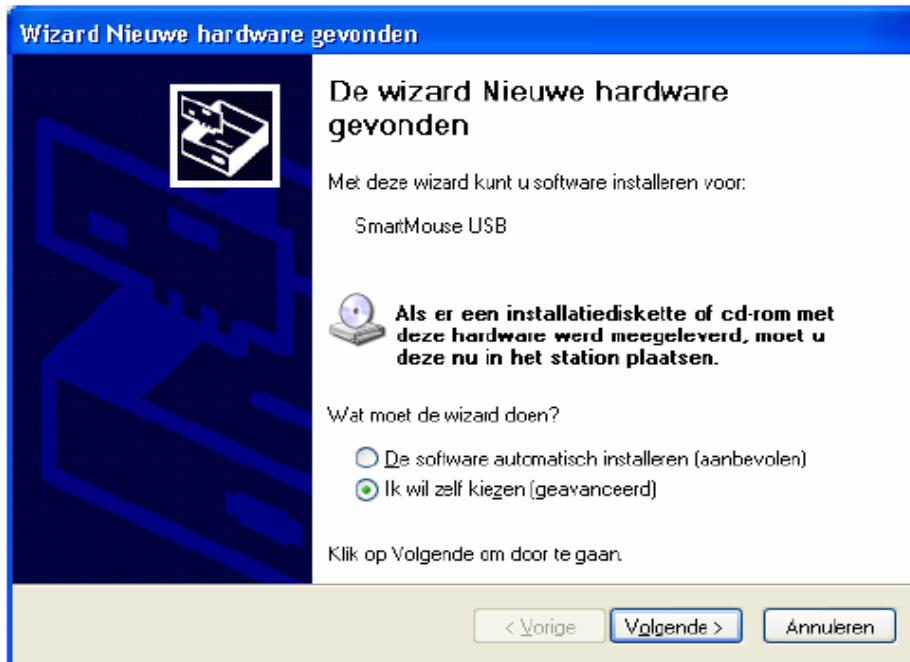 Wizard Nieuwe hardware gevonden
De wizard Nieuwe hardware
gevonden
Met deze wizard kunt u software installeren voor:
SmartMouse USB
Als er een installatiediskette of cd-rom met
deze hardware werd meegeleverd, moet u
deze nu in het station plaatsen.
Wat moet de wizard doen?
De software automatisch installeren (aanbevolen)
Ik wil zelf kiezen (geavanceerd)
Klik op Volgende om door te gaan.
< Vorige Volgende > Annuleren